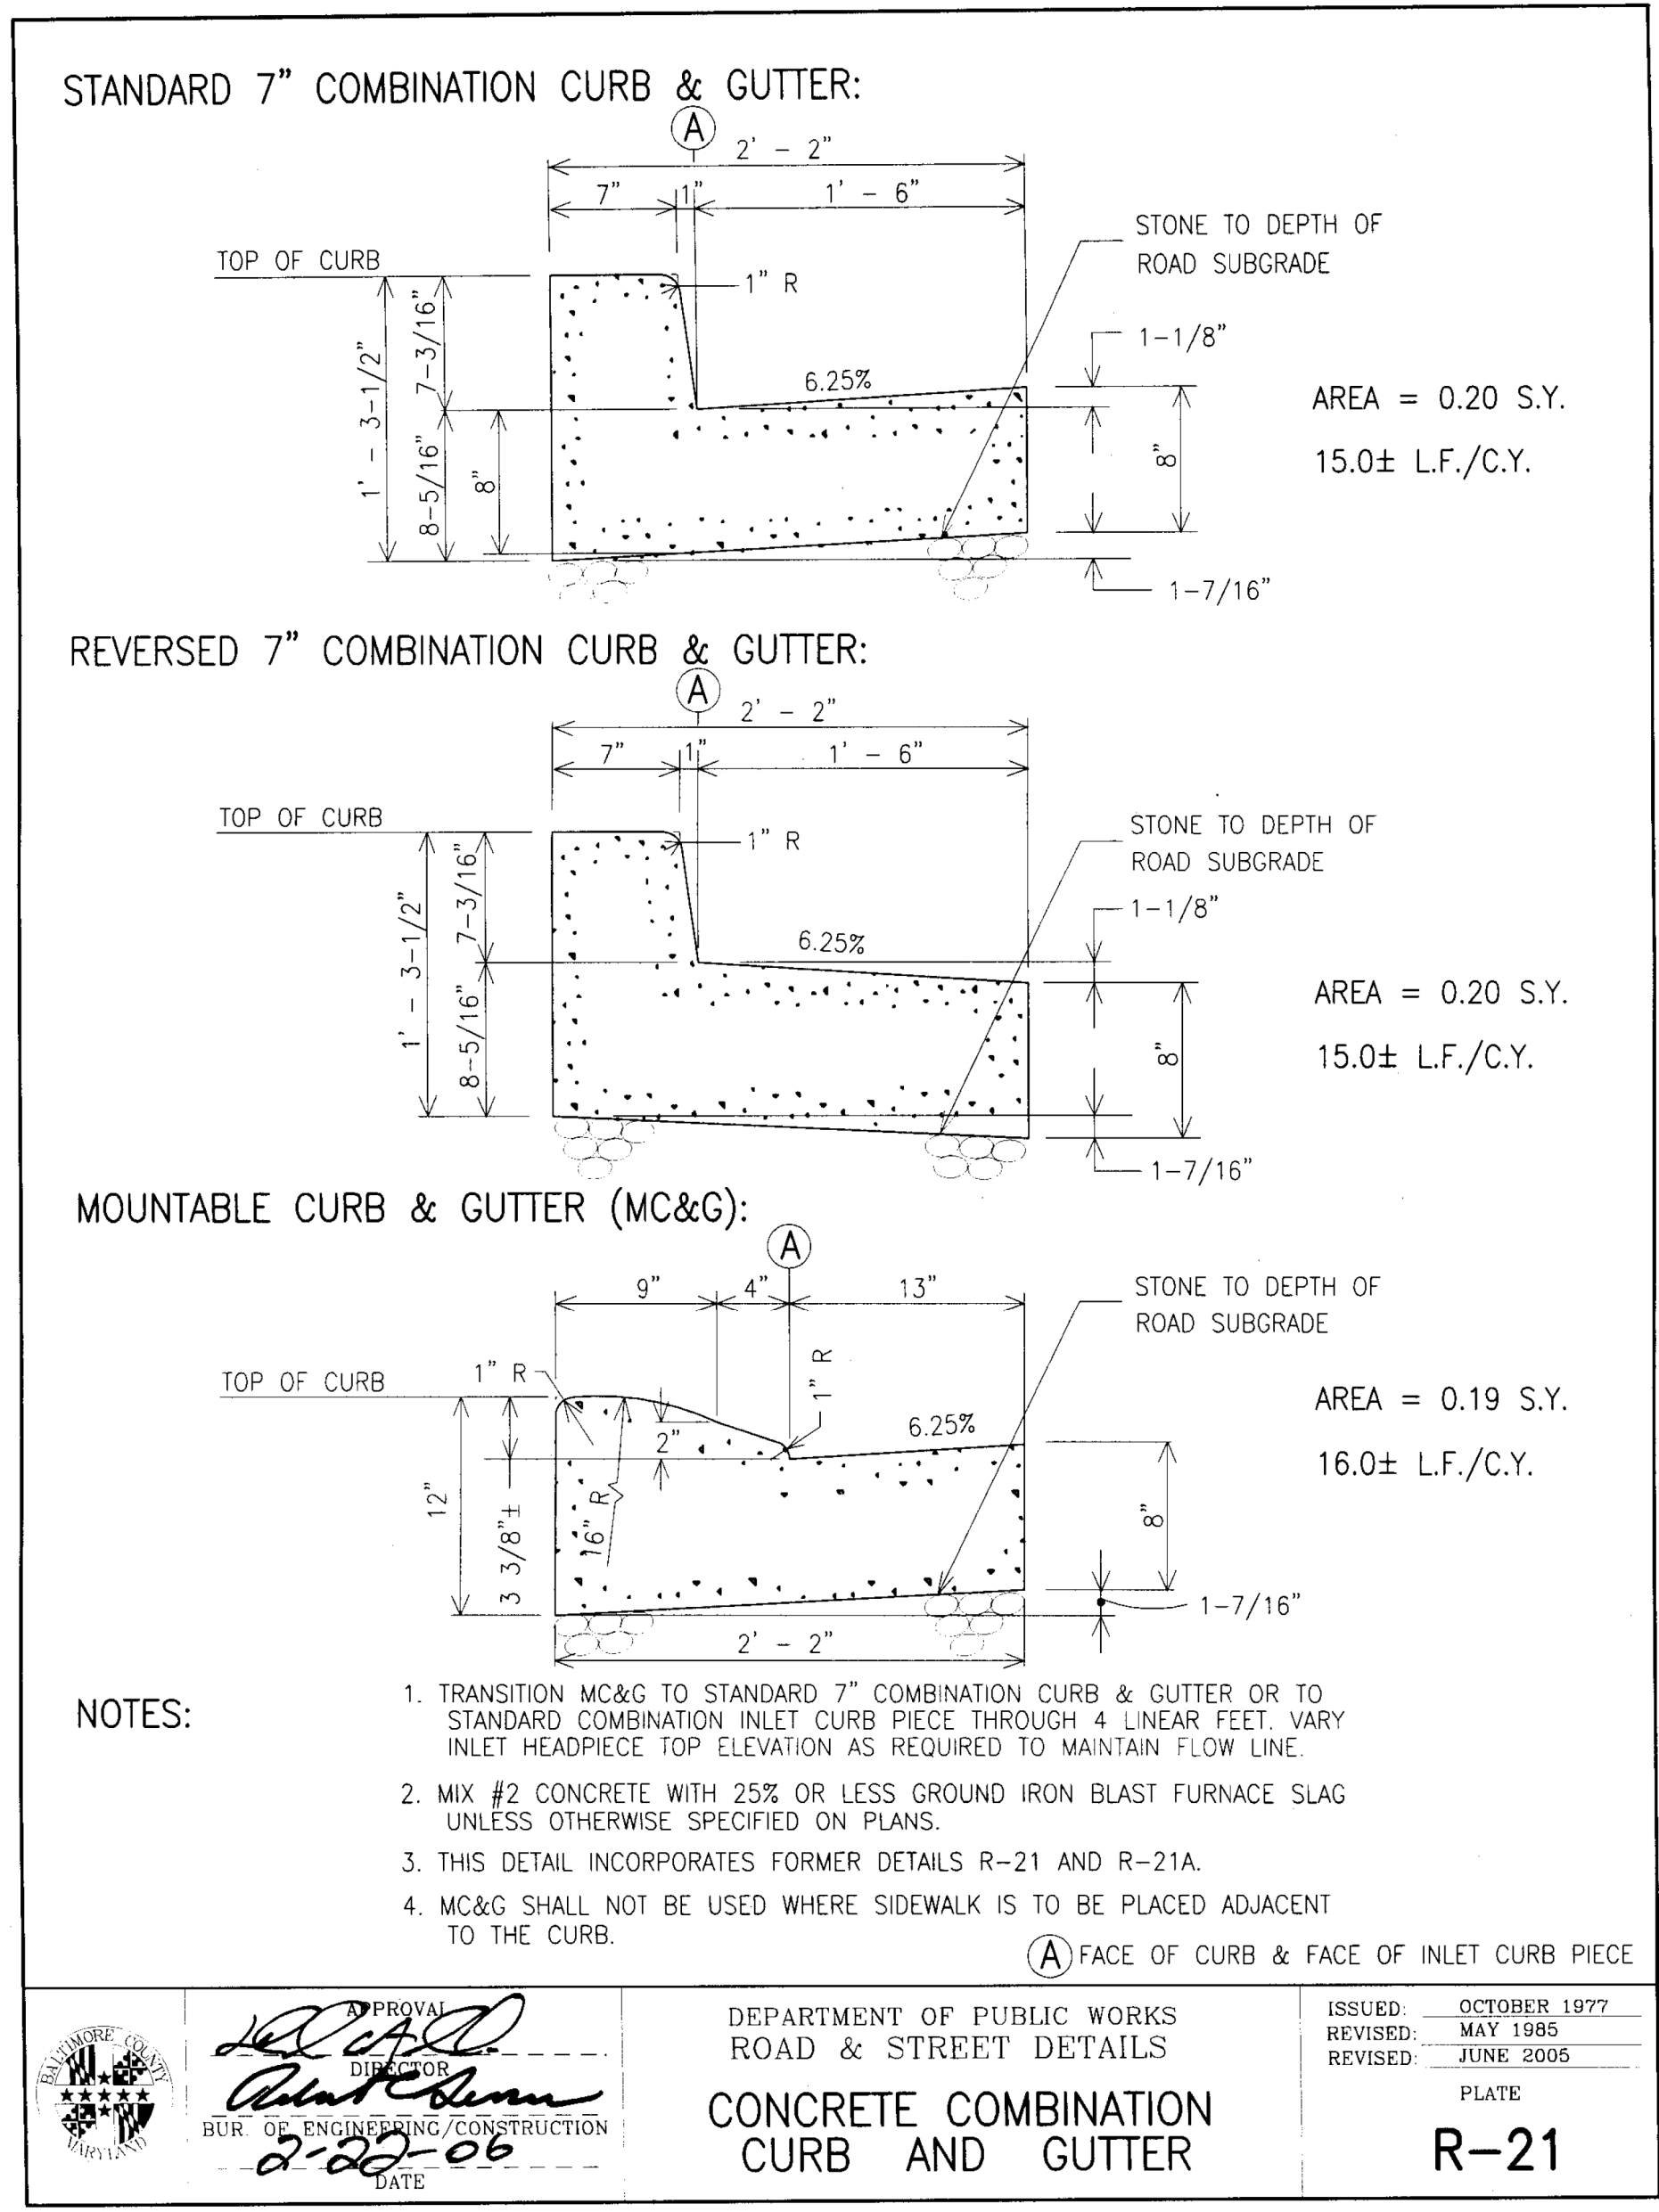 STANDARD 7" COMBINATION CURB & GUTTER:
A
2' - 2"
7"
1"
1' - 6"
STONE TO DEPTH OF
ROAD SUBGRADE
TOP OF CURB
1" R
1-1/8"
1' - 3-1/2"
7-3/16"
8-5/16"
8"
6.25%
8"
AREA = 0.20 S.Y.
15.0± L.F./C.Y.
1-7/16"
REVERSED 7" COMBINATION CURB & GUTTER:
A
2' - 2"
7"
1"
1' - 6"
TOP OF CURB
1" R
STONE TO DEPTH OF
ROAD SUBGRADE
1-1/8"
1' - 3-1/2"
7-3/16"
8-5/16"
6.25%
8"
AREA = 0.20 S.Y.
15.0± L.F./C.Y.
1-7/16"
MOUNTABLE CURB & GUTTER (MC&G):
A
9"
4"
13"
STONE TO DEPTH OF
ROAD SUBGRADE
TOP OF CURB
1" R
1" R
2"
6.25%
12"
3 3/8"±
16" R
8"
AREA = 0.19 S.Y.
16.0± L.F./C.Y.
1-7/16"
2' - 2"
NOTES:
1. TRANSITION MC&G TO STANDARD 7" COMBINATION CURB & GUTTER OR TO
STANDARD COMBINATION INLET CURB PIECE THROUGH 4 LINEAR FEET. VARY
INLET HEADPIECE TOP ELEVATION AS REQUIRED TO MAINTAIN FLOW LINE.
2. MIX #2 CONCRETE WITH 25% OR LESS GROUND IRON BLAST FURNACE SLAG
UNLESS OTHERWISE SPECIFIED ON PLANS.
3. THIS DETAIL INCORPORATES FORMER DETAILS R-21 AND R-21A.
4. MC&G SHALL NOT BE USED WHERE SIDEWALK IS TO BE PLACED ADJACENT
TO THE CURB.
A FACE OF CURB & FACE OF INLET CURB PIECE
BALTIMORE COUNTY
MARYLAND
APPROVAL
DIRECTOR
BUR. OF ENGINEERING/CONSTRUCTION
2-22-06
DATE
DEPARTMENT OF PUBLIC WORKS
ROAD & STREET DETAILS
CONCRETE COMBINATION
CURB AND GUTTER
ISSUED: OCTOBER 1977
REVISED: MAY 1985
REVISED: JUNE 2005
PLATE
R-21